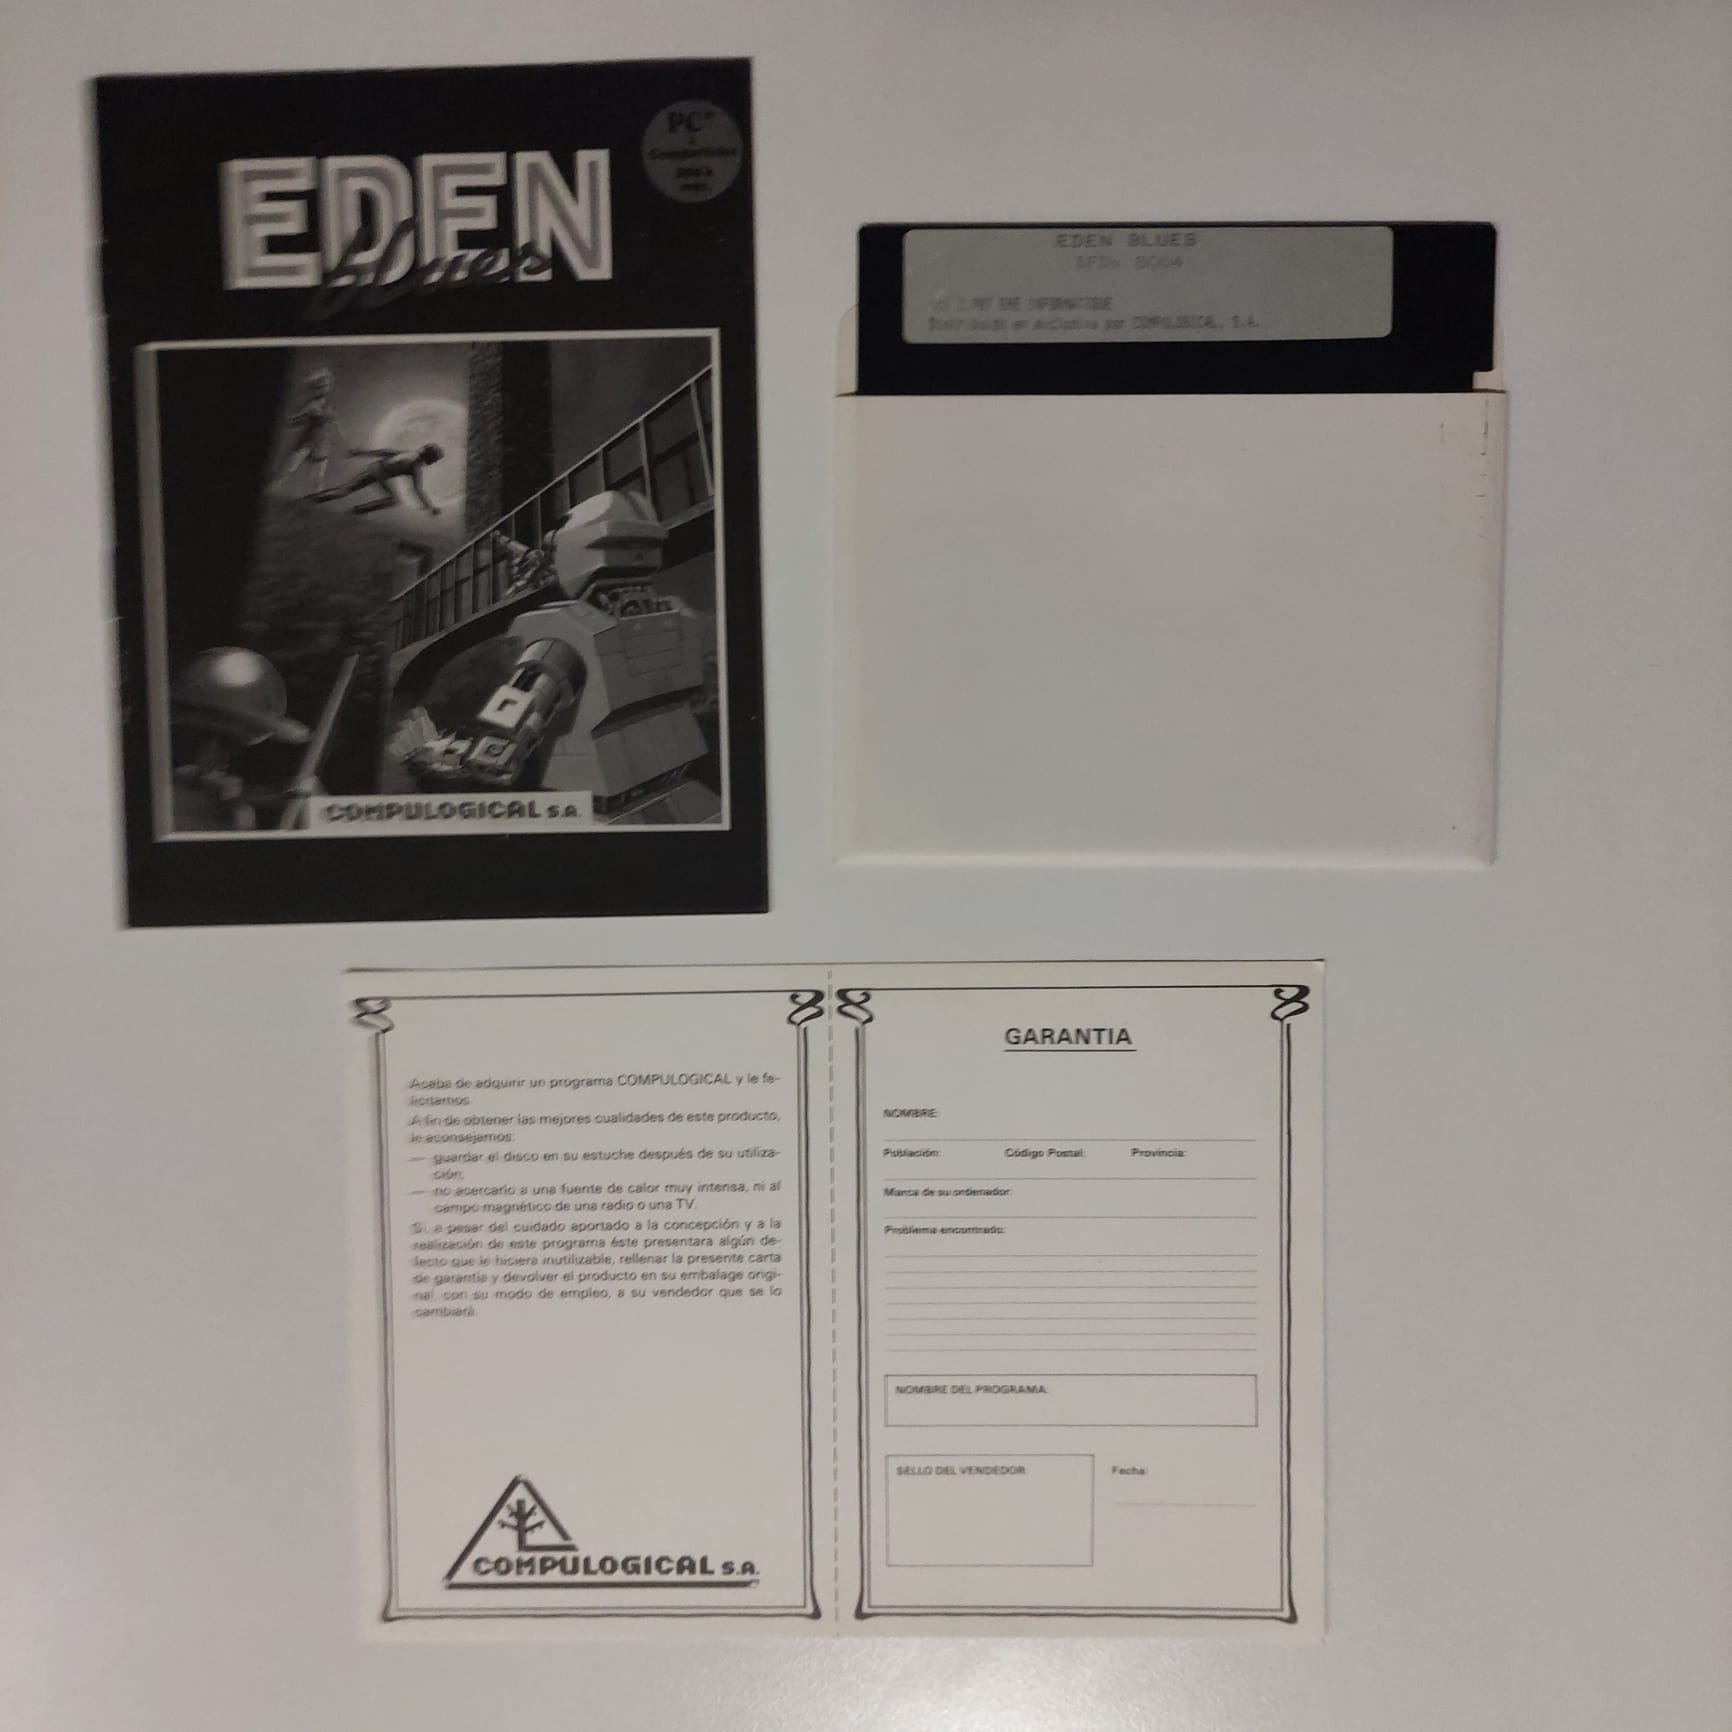 EDEN
blues
PC*
o
Compatibles
COMPULOGICAL S.A.
EDEN BLUES
ERE INFORMATIQUE
Distribuido en exclusiva por COMPULOGICAL, S.A.
Acaba de adquirir un programa COMPULOGICAL y le fe-
licitamos.
A fin de obtener las mejores cualidades de este producto,
le aconsejamos:
— guardar el disco en su estuche después de su utiliza-
ción;
— no acercarlo a una fuente de calor muy intensa, ni al
campo magnético de una radio o una TV.
Si, a pesar del cuidado aportado a la concepción y a la
realización de este programa éste presentara algún de-
fecto que le hiciera inutilizable, rellenar la presente carta
de garantía y devolver el producto en su embalage origi-
nal, con su modo de empleo, a su vendedor que se lo
cambiará.
COMPULOGICAL S.A.
GARANTIA
NOMBRE:
Población: Código Postal: Provincia:
Marca de su ordenador:
Problema encontrado:
NOMBRE DEL PROGRAMA:
SELLO DEL VENDEDOR: Fecha: